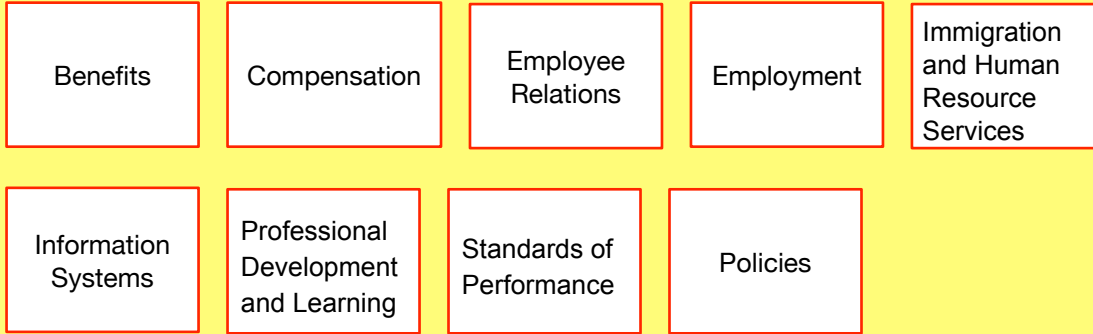 Benefits
Compensation
Employee
Relations
Employment
Immigration
and Human
Resource
Services
Information
Systems
Professional
Development
and Learning
Standards of
Performance
Policies